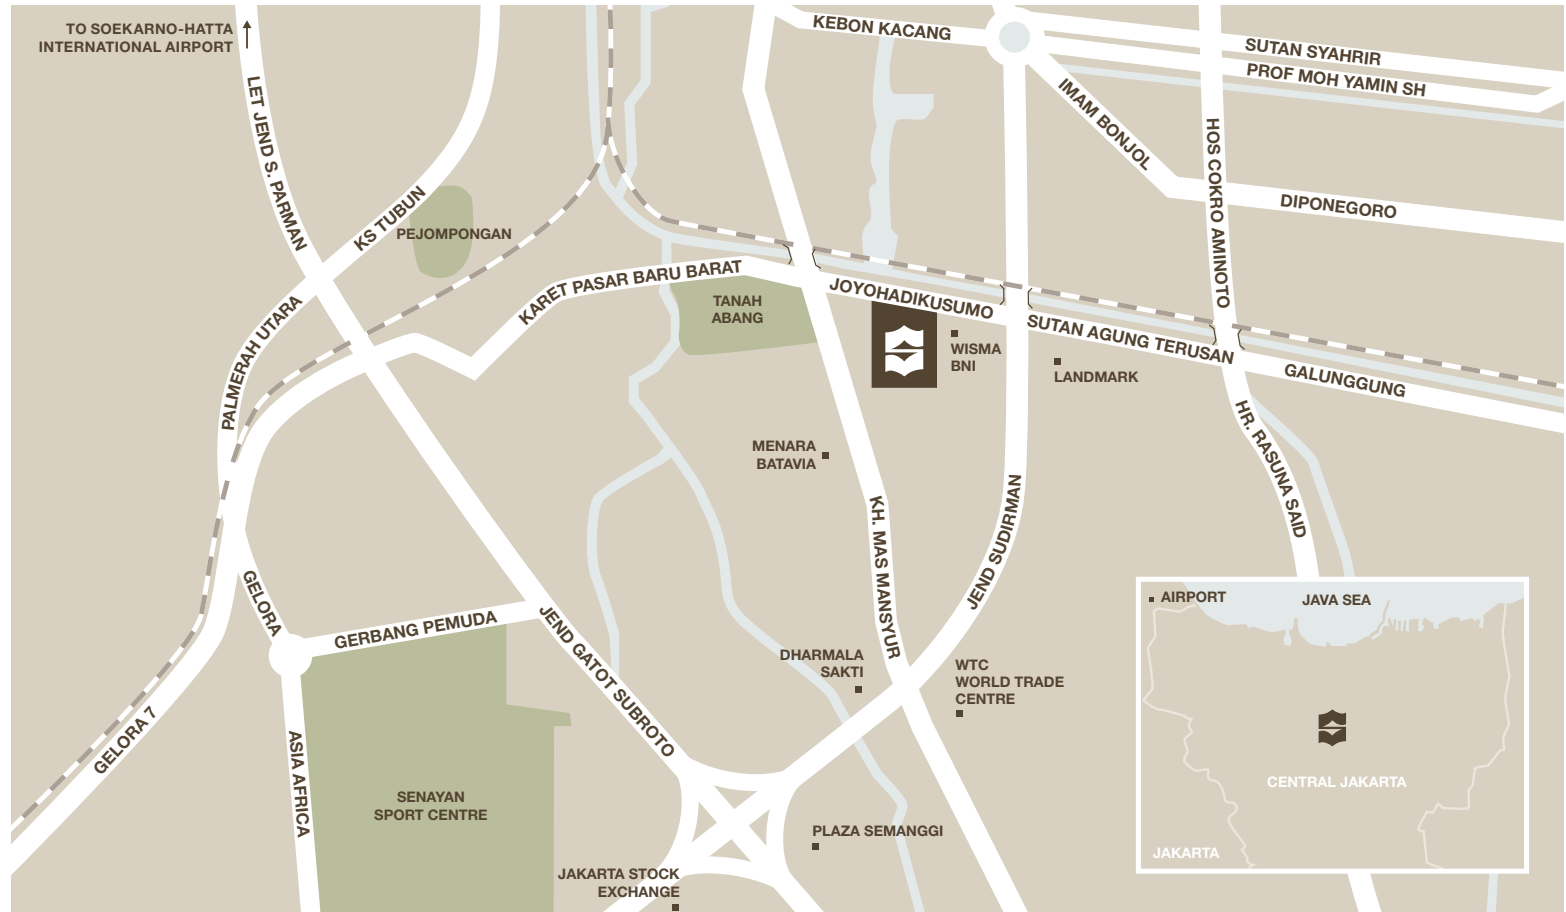 TO SOEKARNO-HATTA
INTERNATIONAL AIRPORT
KEBON KACANG
SUTAN SYAHRIR
PROF MOH YAMIN SH
LET JEND S. PARMAN
IMAM BONJOL
HOS COKRO AMINOTO
KS TUBUN
PEJOMPONGAN
DIPONEGORO
KARET PASAR BARU BARAT
TANAH
ABANG
JOYOHADIKUSUMO
SUTAN AGUNG TERUSAN
GALUNGGUNG
PALMERAH UTARA
WISMA
BNI
LANDMARK
MENARA
BATAVIA
HR. RASUNA SAID
KH. MAS MANSYUR
JEND SUDIRMAN
GELORA
GERBANG PEMUDA
JEND GATOT SUBROTO
DHARMALA
SAKTI
WTC
WORLD TRADE
CENTRE
GELORA 7
ASIA AFRICA
SENAYAN
SPORT CENTRE
PLAZA SEMANGGI
JAKARTA STOCK
EXCHANGE
AIRPORT
JAVA SEA
CENTRAL JAKARTA
JAKARTA